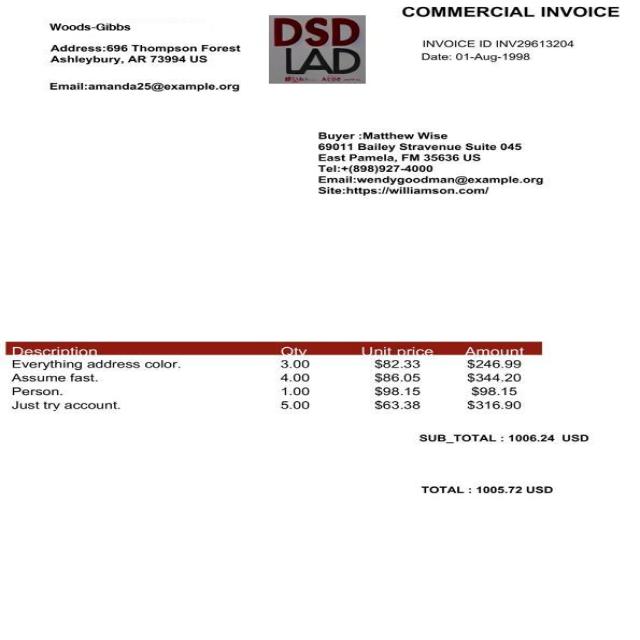 COMMERCIAL INVOICE
Woods-Gibbs
Address:696 Thompson Forest
Ashleybury, AR 73994 US
Email:amanda25@example.org
DSD
LAD
INVOICE ID INV29613204
Date: 01-Aug-1998
Buyer :Matthew Wise
69011 Bailey Stravenue Suite 045
East Pamela, FM 35636 US
Tel:+(898)927-4000
Email:wendygoodman@example.org
Site:https://williamson.com/
Description Qty Unit price Amount
Everything address color. 3.00 $82.33 $246.99
Assume fast. 4.00 $86.05 $344.20
Person. 1.00 $98.15 $98.15
Just try account. 5.00 $63.38 $316.90
SUB_TOTAL : 1006.24 USD
TOTAL : 1005.72 USD